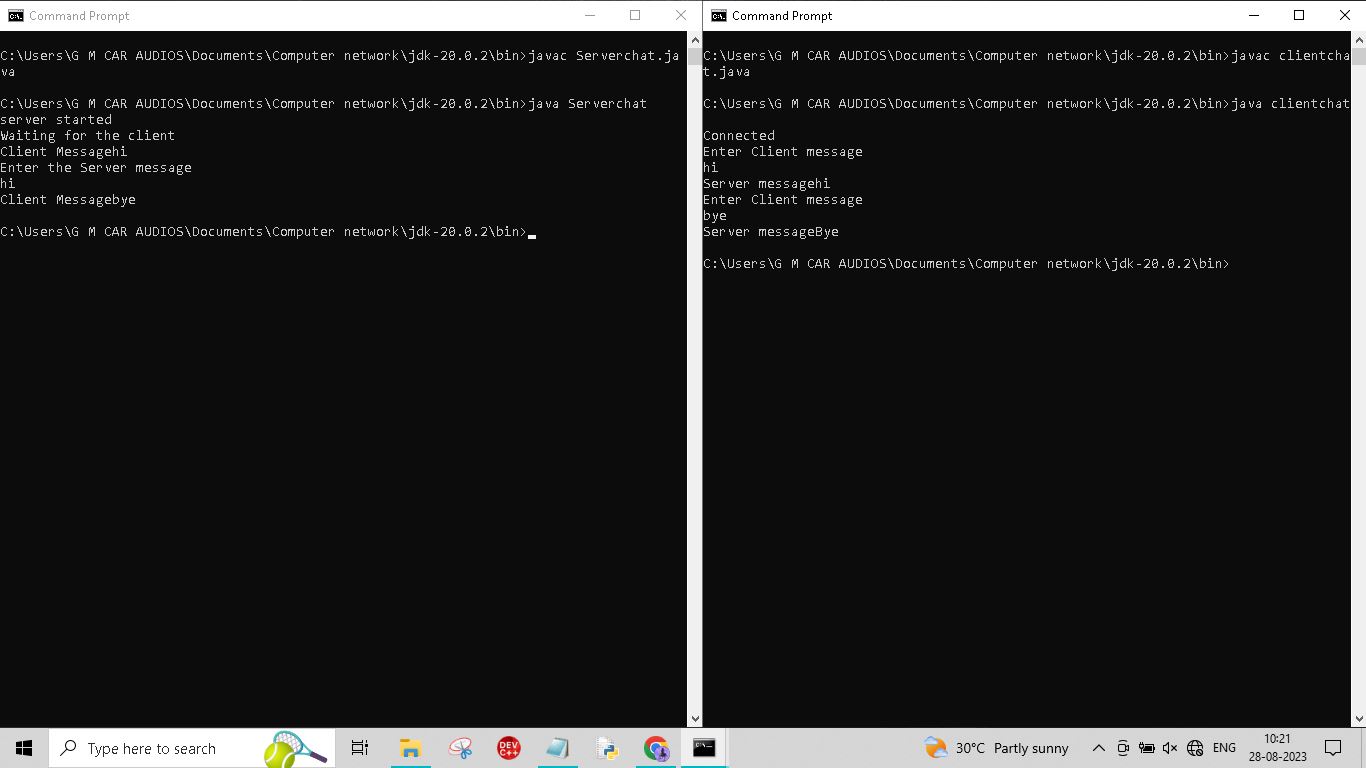 Command Prompt
C:\Users\G M CAR AUDIOS\Documents\Computer network\jdk-20.0.2\bin>javac Serverchat.ja
va
C:\Users\G M CAR AUDIOS\Documents\Computer network\jdk-20.0.2\bin>java Serverchat
server started
Waiting for the client
Client Messagehi
Enter the Server message
hi
Client Messagebye
C:\Users\G M CAR AUDIOS\Documents\Computer network\jdk-20.0.2\bin>
Command Prompt
C:\Users\G M CAR AUDIOS\Documents\Computer network\jdk-20.0.2\bin>javac clientcha
t.java
C:\Users\G M CAR AUDIOS\Documents\Computer network\jdk-20.0.2\bin>java clientchat
Connected
Enter Client message
hi
Server messagehi
Enter Client message
bye
Server messageBye
C:\Users\G M CAR AUDIOS\Documents\Computer network\jdk-20.0.2\bin>
Type here to search
DEV
C++
30°C Partly sunny
ENG
10:21
28-08-2023